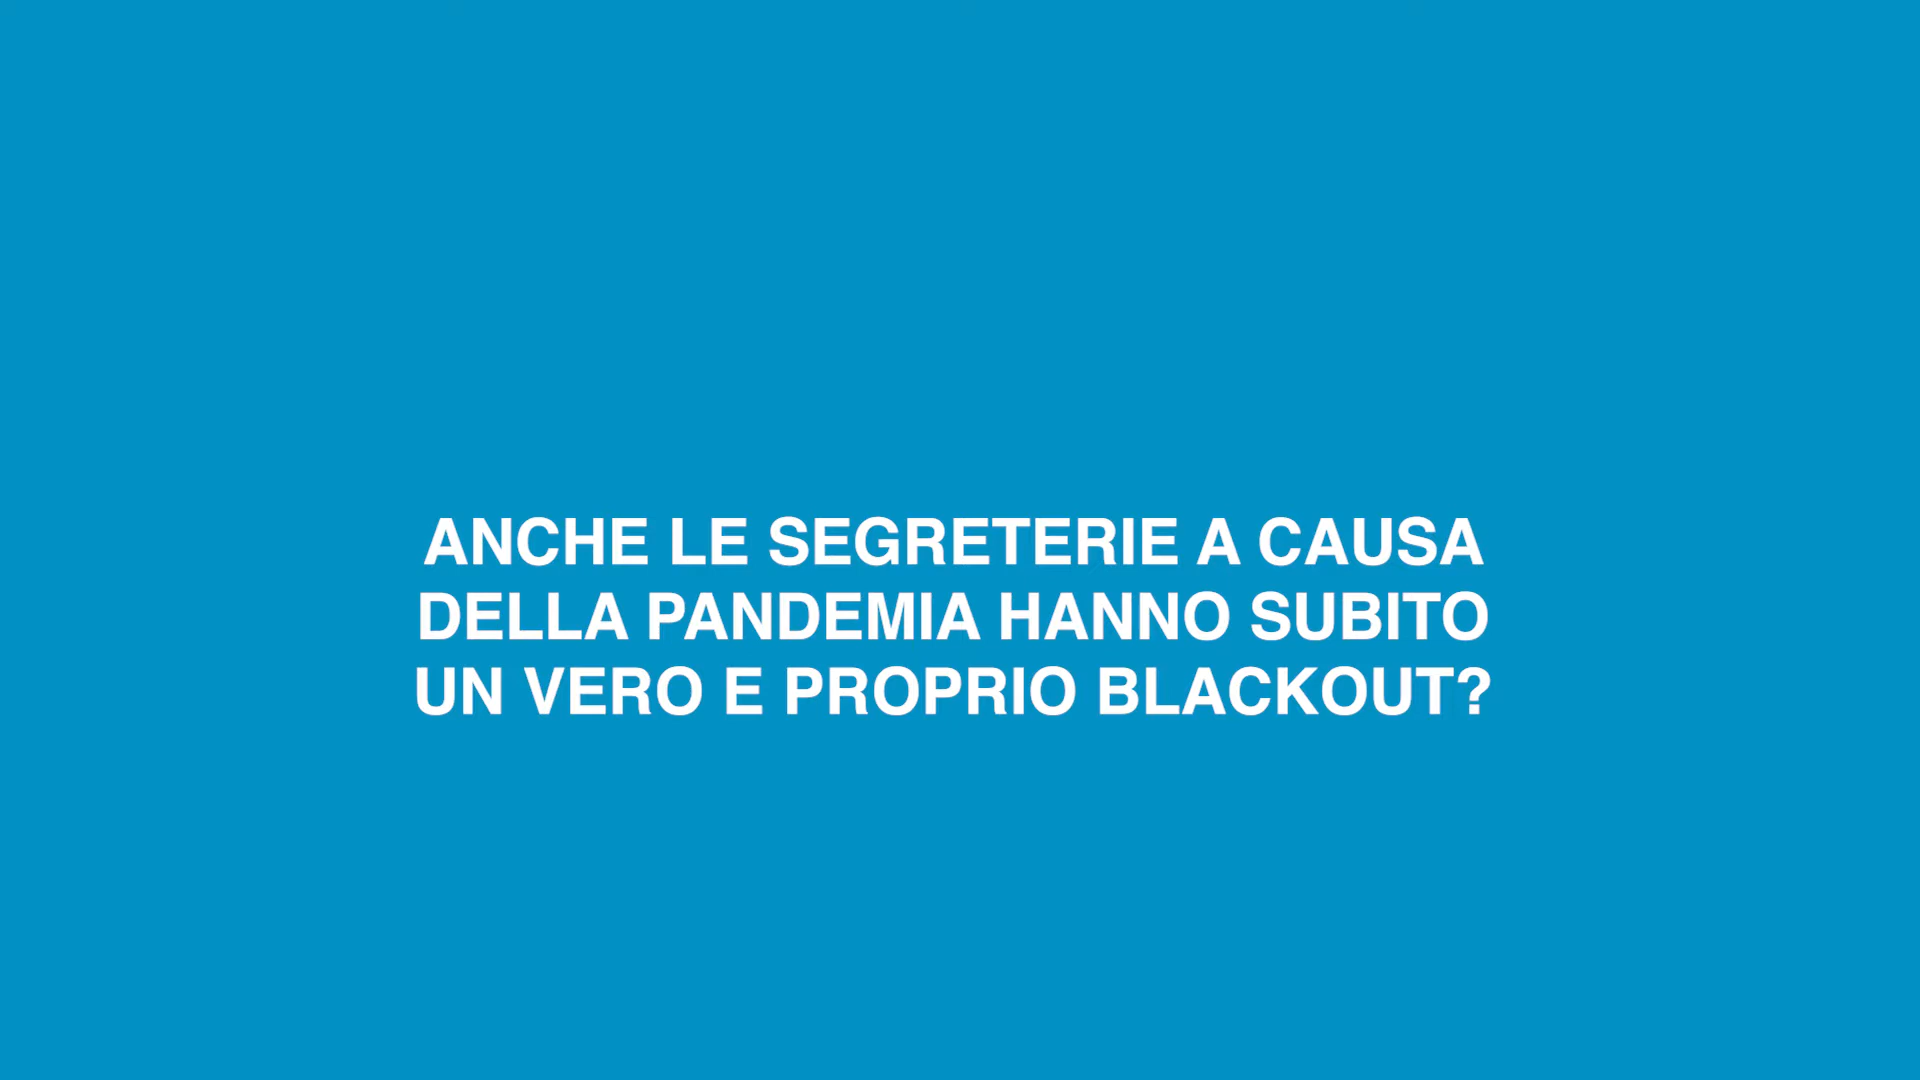 ANCHE LE SEGRETERIE A CAUSA
DELLA PANDEMIA HANNO SUBITO
UN VERO E PROPRIO BLACKOUT?